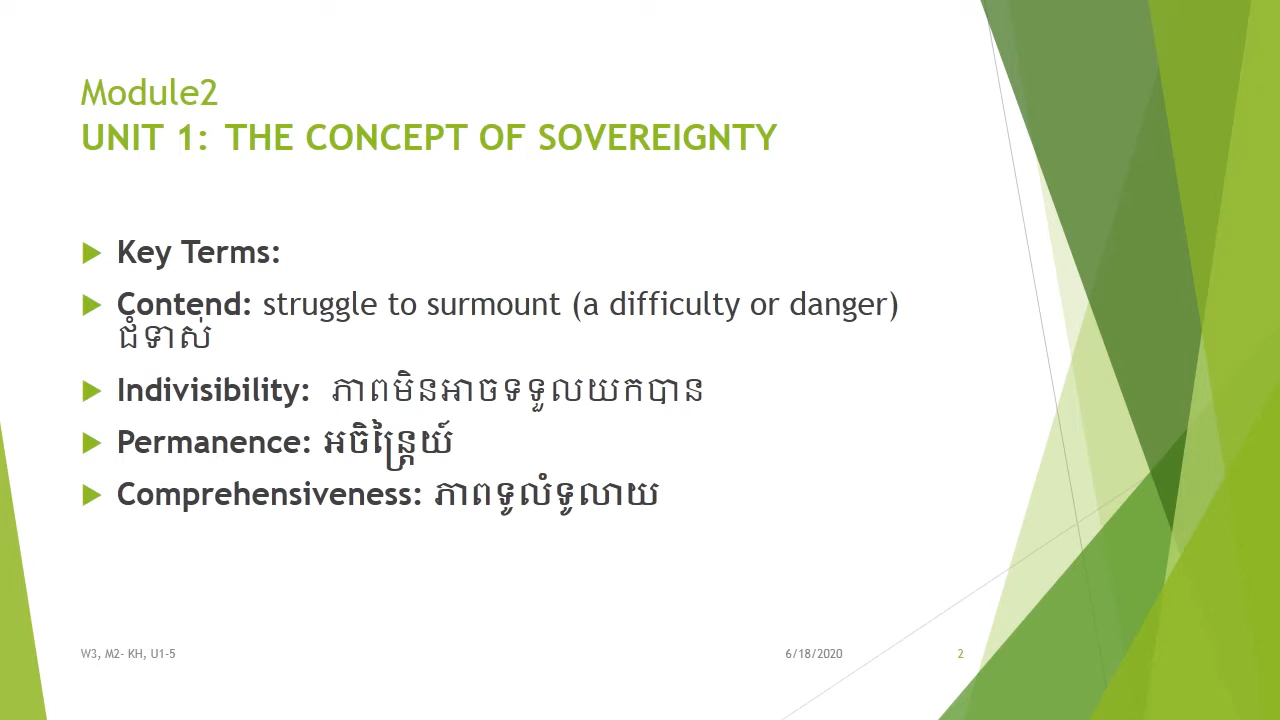 Module2
UNIT 1: THE CONCEPT OF SOVEREIGNTY
Key Terms:
Contend: struggle to surmount (a difficulty or danger)
ជំទាស់
Indivisibility: ភាពមិនអាចទទួលយកបាន
Permanence: អចិន្ត្រៃយ៍
Comprehensiveness: ភាពទូលំទូលាយ
W3, M2- KH, U1-5
6/18/2020
2